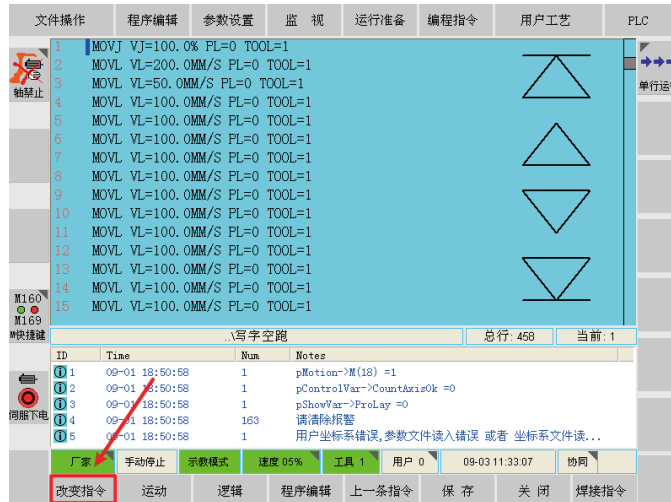 文件操作 程序编辑 参数设置 监 视 运行准备 编程指令 用户工艺 PLC
轴禁止
单行运
1 MOVJ VJ=100.0% PL=0 TOOL=1
2 MOVL VL=200.0MM/S PL=0 TOOL=1
3 MOVL VL=50.0MM/S PL=0 TOOL=1
4 MOVL VL=100.0MM/S PL=0 TOOL=1
5 MOVL VL=100.0MM/S PL=0 TOOL=1
6 MOVL VL=100.0MM/S PL=0 TOOL=1
7 MOVL VL=100.0MM/S PL=0 TOOL=1
8 MOVL VL=100.0MM/S PL=0 TOOL=1
9 MOVL VL=100.0MM/S PL=0 TOOL=1
10 MOVL VL=100.0MM/S PL=0 TOOL=1
11 MOVL VL=100.0MM/S PL=0 TOOL=1
12 MOVL VL=100.0MM/S PL=0 TOOL=1
13 MOVL VL=100.0MM/S PL=0 TOOL=1
14 MOVL VL=100.0MM/S PL=0 TOOL=1
15 MOVL VL=100.0MM/S PL=0 TOOL=1
M160
M169
M快捷键
..\写字空跑 总行: 458 当前: 1
ID Time Num Notes
1 09-01 18:50:58 1 pMotion->M(18) =1
2 09-01 18:50:58 1 pControlVar->CountAxisOk =0
3 09-01 18:50:58 1 pShowVar->ProLay =0
4 09-01 18:50:58 163 请清除报警
5 09-01 18:50:58 1 用户坐标系错误,参数文件读入错误 或者 坐标系文件读...
伺服下电
厂家 手动停止 示教模式 速度 05% 工具 1 用户 0 09-03 11:33:07 协同
改变指令 运动 逻辑 程序编辑 上一条指令 保 存 关 闭 焊接指令